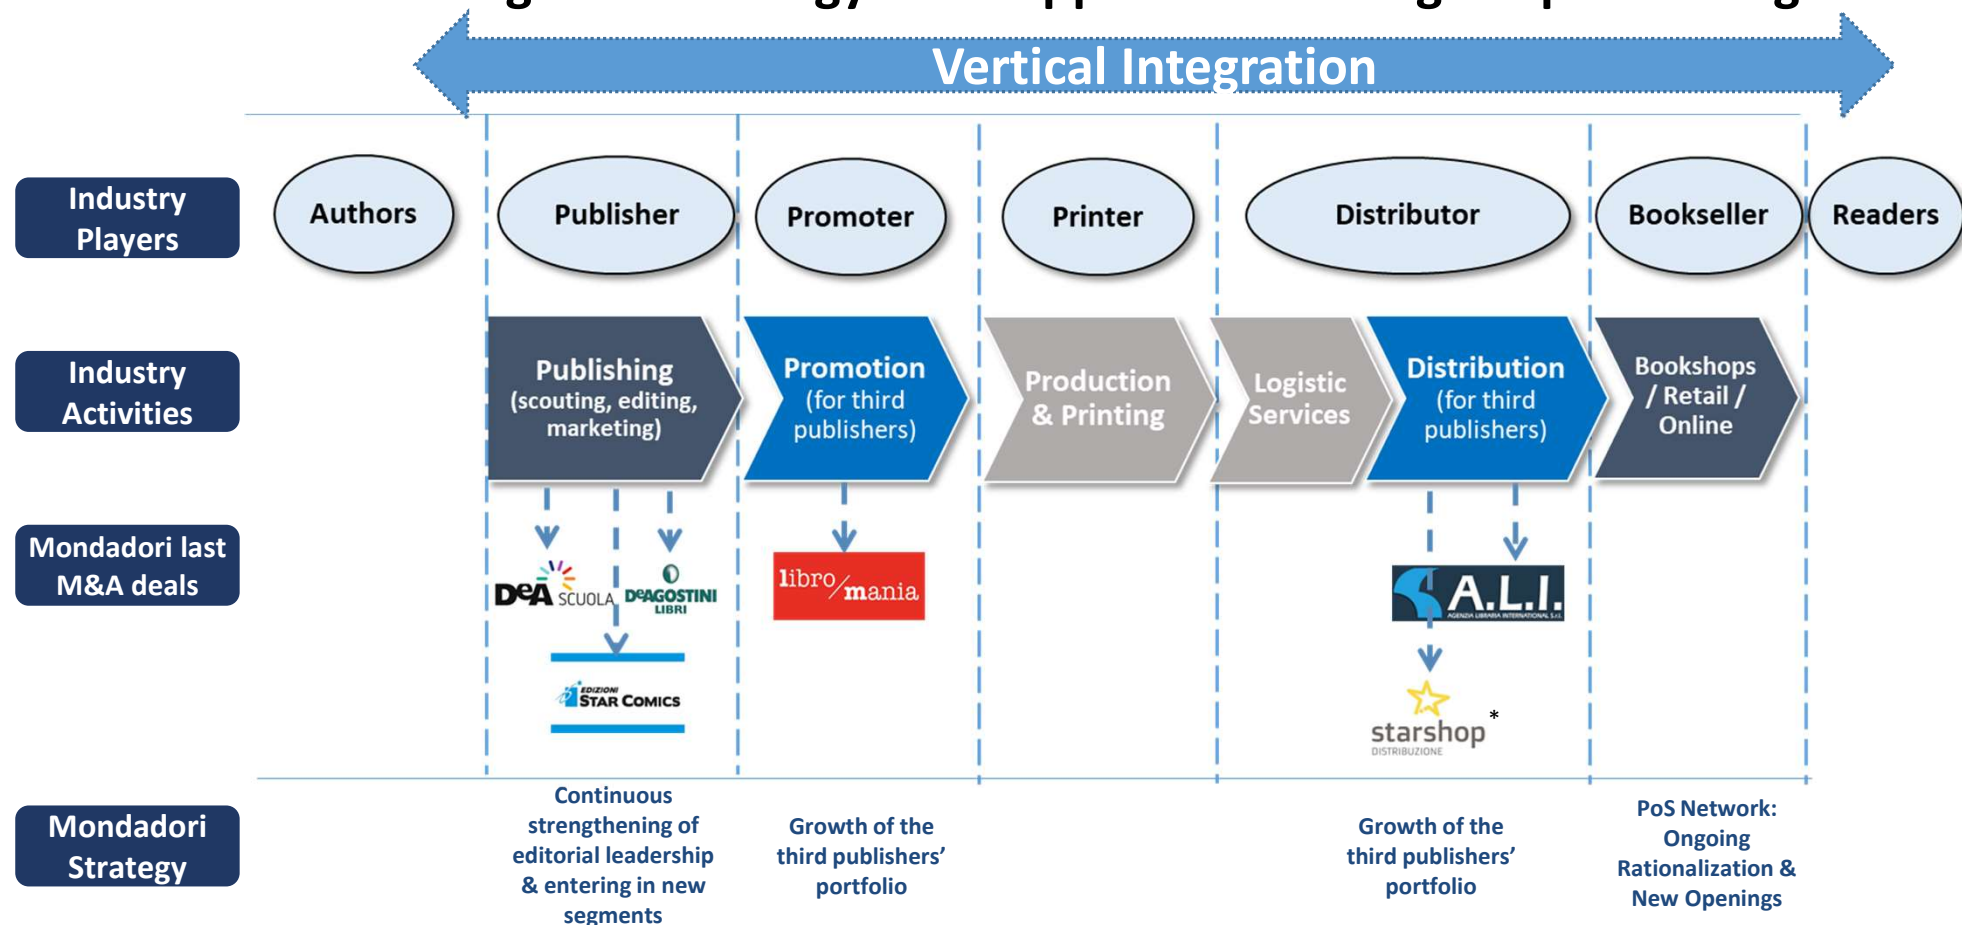 Vertical Integration
Industry
Players
Authors
Publisher
Promoter
Printer
Distributor
Bookseller
Readers
Industry
Activities
Publishing
(scouting, editing,
marketing)
Promotion
(for third
publishers)
Production
& Printing
Logistic
Services
Distribution
(for third
publishers)
Bookshops
/ Retail /
Online
Mondadori last
M&A deals
DeA SCUOLA
DeAGOSTINI
LIBRI
EDIZIONI
STAR COMICS
libro/mania
A.L.I.
AGENZIA LIBRARIA INTERNATIONAL S.r.l.
starshop *
DISTRIBUZIONE
Mondadori
Strategy
Continuous
strengthening of
editorial leadership
& entering in new
segments
Growth of the
third publishers'
portfolio
Growth of the
third publishers'
portfolio
PoS Network:
Ongoing
Rationalization &
New Openings